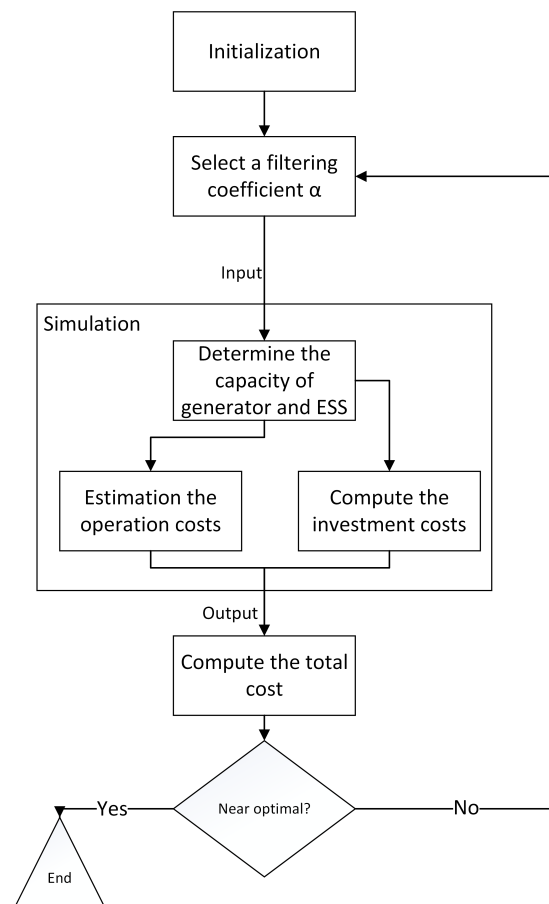 Initialization
Select a filtering
coefficient α
Input
Simulation
Determine the
capacity of
generator and ESS
Estimation the
operation costs
Compute the
investment costs
Output
Compute the total
cost
Near optimal?
Yes
No
End